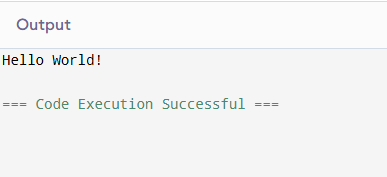 Output
Hello World!
=== Code Execution Successful ===